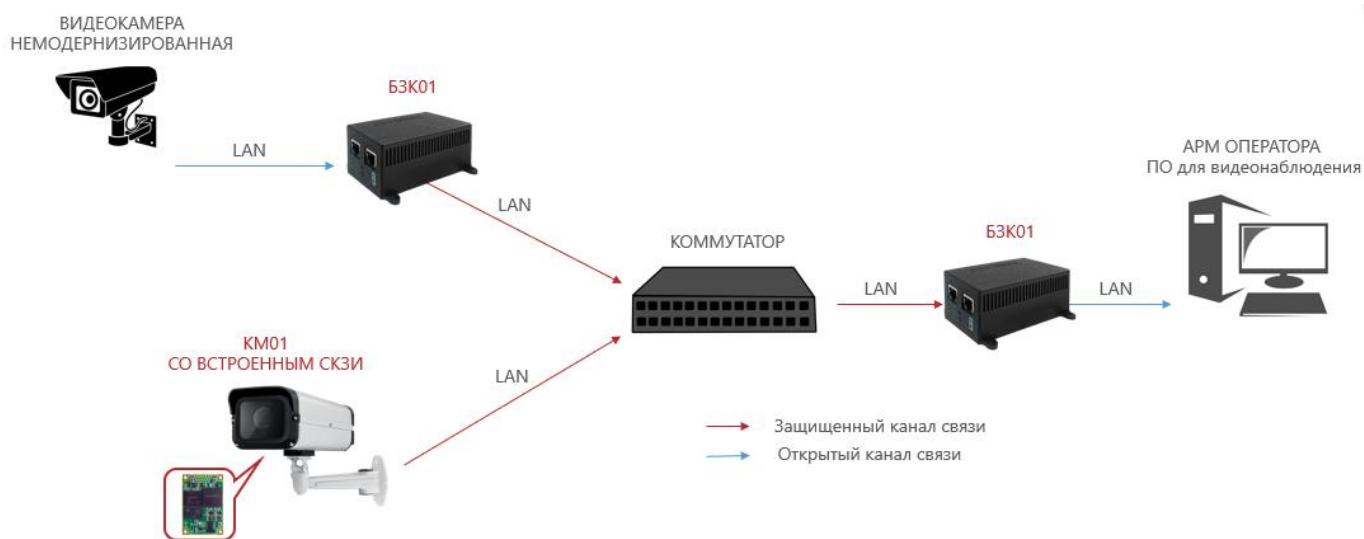 ВИДЕОКАМЕРА
НЕМОДЕРНИЗИРОВАННАЯ
БЗК01
LAN
LAN
КОММУТАТОР
БЗК01
АРМ ОПЕРАТОРА
ПО для видеонаблюдения
LAN
LAN
КМ01
СО ВСТРОЕННЫМ СКЗИ
LAN
Защищенный канал связи
Открытый канал связи